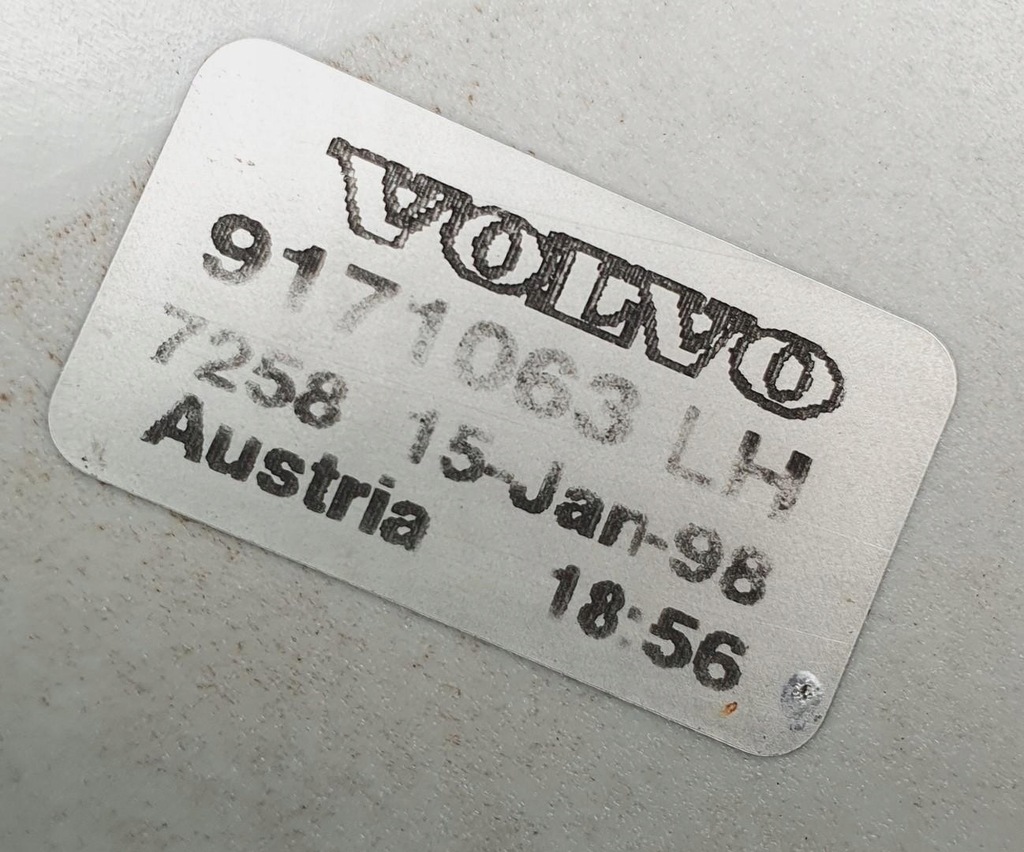 VOLVO
9171063 LH
7258 15-Jan-98
Austria 18:56